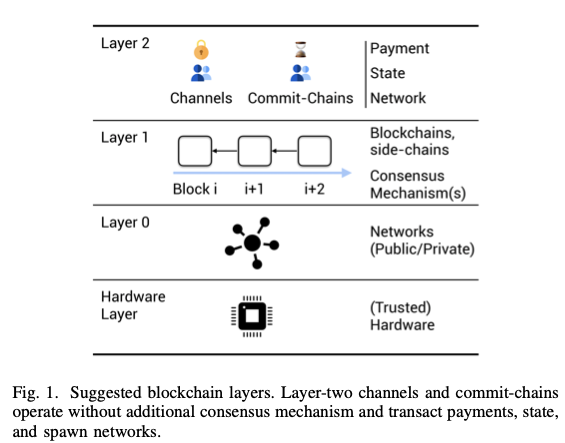 Layer 2
Payment
State
Channels Commit-Chains Network
Layer 1
Blockchains,
side-chains
Consensus
Mechanism(s)
Block i i+1 i+2
Layer 0
Networks
(Public/Private)
Hardware
Layer
(Trusted)
Hardware
Fig. 1. Suggested blockchain layers. Layer-two channels and commit-chains
operate without additional consensus mechanism and transact payments, state,
and spawn networks.